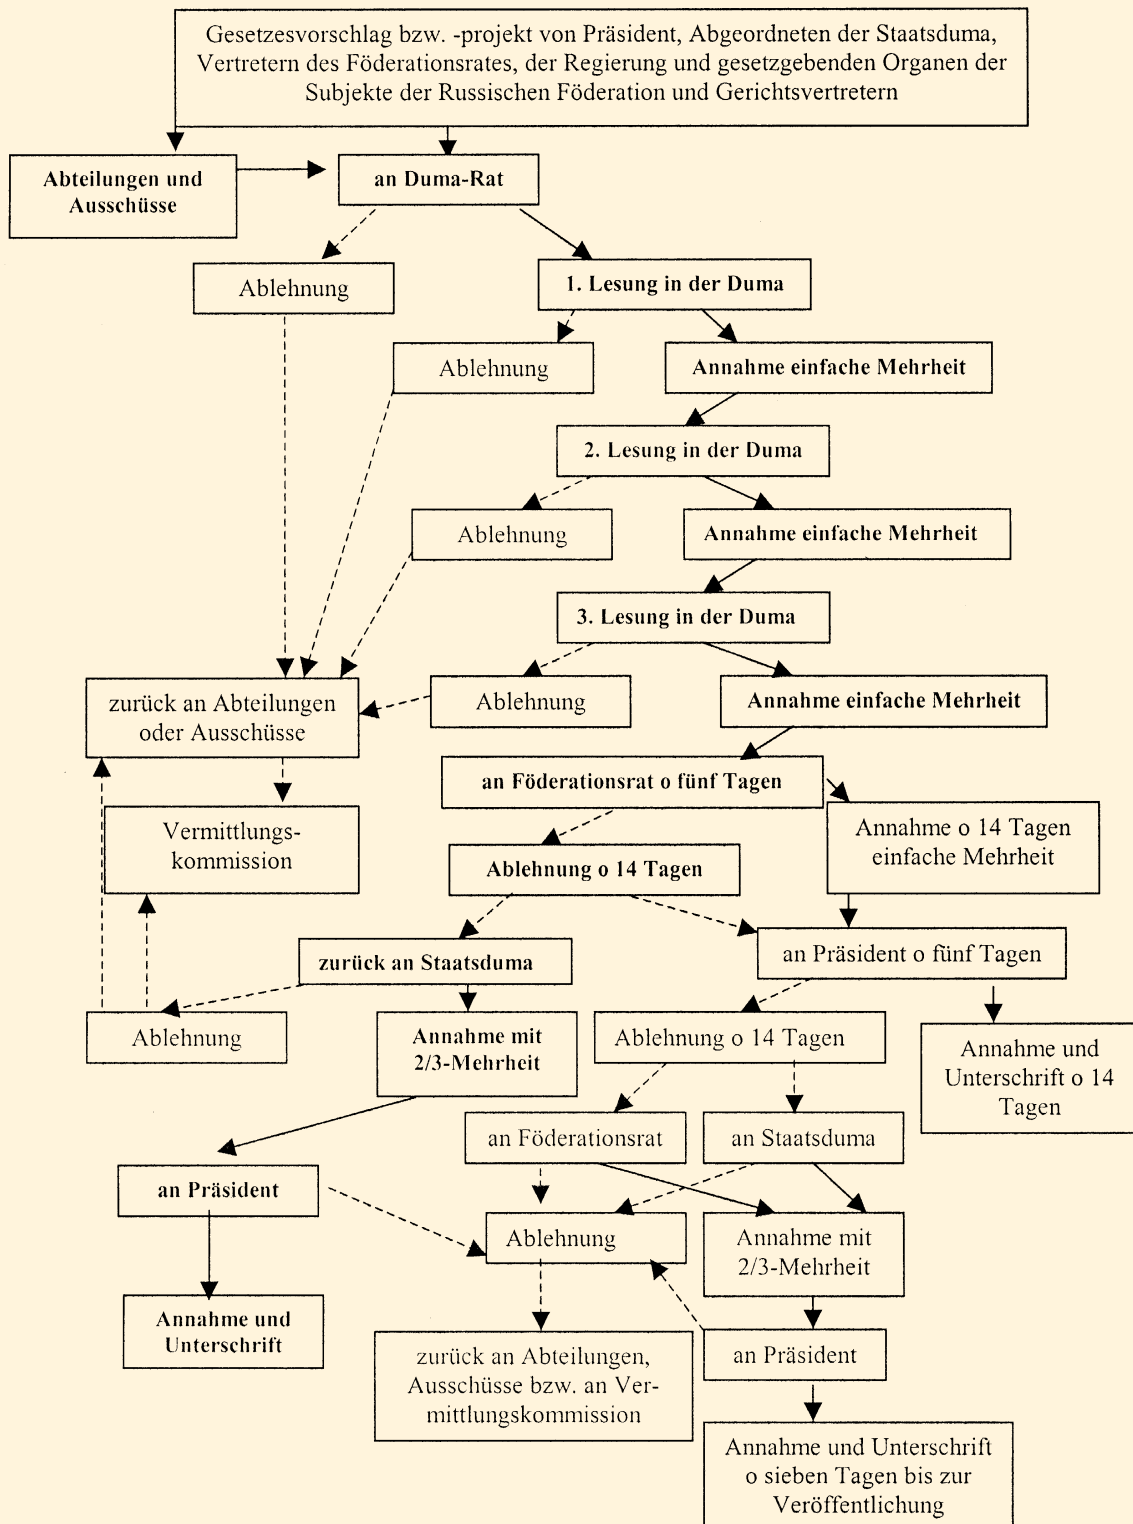 Gesetzesvorschlag bzw. -projekt von Präsident, Abgeordneten der Staatsduma,
Vertretern des Föderationsrates, der Regierung und gesetzgebenden Organen der
Subjekte der Russischen Föderation und Gerichtsvertretern
Abteilungen und
Ausschüsse
an Duma-Rat
Ablehnung
1. Lesung in der Duma
Ablehnung
Annahme einfache Mehrheit
2. Lesung in der Duma
Ablehnung
Annahme einfache Mehrheit
3. Lesung in der Duma
zurück an Abteilungen
oder Ausschüsse
Ablehnung
Annahme einfache Mehrheit
an Föderationsrat o fünf Tagen
Vermittlungs-
kommission
Annahme o 14 Tagen
einfache Mehrheit
Ablehnung o 14 Tagen
zurück an Staatsduma
an Präsident o fünf Tagen
Ablehnung
Annahme mit
2/3-Mehrheit
Ablehnung o 14 Tagen
Annahme und
Unterschrift o 14
Tagen
an Föderationsrat
an Staatsduma
an Präsident
Ablehnung
Annahme mit
2/3-Mehrheit
Annahme und
Unterschrift
zurück an Abteilungen,
Ausschüsse bzw. an Ver-
mittlungskommission
an Präsident
Annahme und Unterschrift
o sieben Tagen bis zur
Veröffentlichung